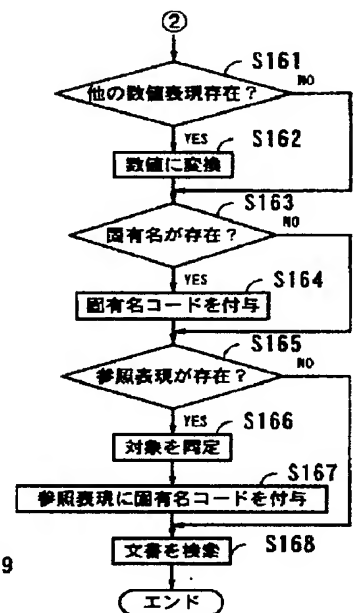 ②
S161
他の数値表現存在？
NO
YES
S162
数値に変換
S163
固有名が存在？
NO
YES
S164
固有名コードを付与
S165
参照表現が存在？
NO
YES
S166
対象を同定
S167
参照表現に固有名コードを付与
9
文書を検索
S168
エンド